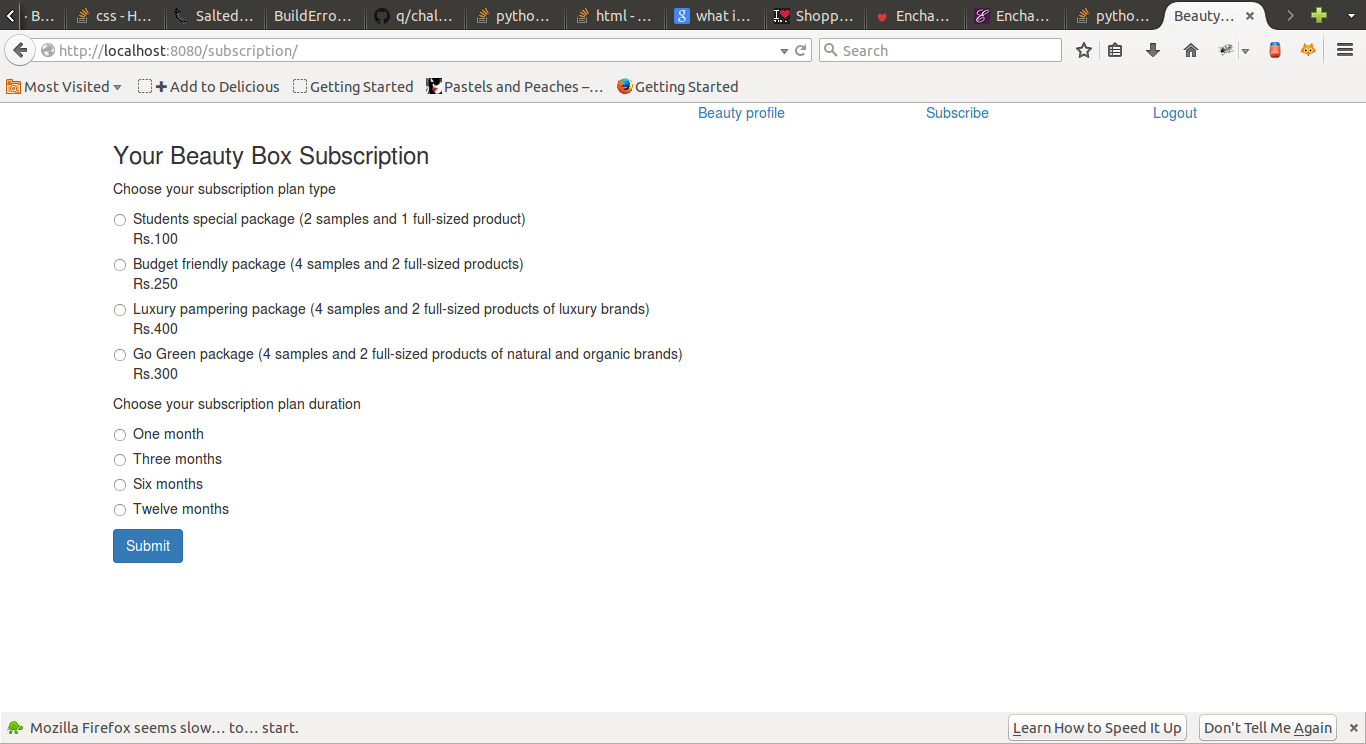 · B...
css - H...
Salted...
BuildErro...
q/chal...
pytho...
html - ...
what i...
Shopp...
Encha...
Encha...
pytho...
Beauty...
http://localhost:8080/subscription/
Search
Most Visited
Add to Delicious
Getting Started
Pastels and Peaches –...
Getting Started
Beauty profile
Subscribe
Logout
Your Beauty Box Subscription
Choose your subscription plan type
Students special package (2 samples and 1 full-sized product)
Rs.100
Budget friendly package (4 samples and 2 full-sized products)
Rs.250
Luxury pampering package (4 samples and 2 full-sized products of luxury brands)
Rs.400
Go Green package (4 samples and 2 full-sized products of natural and organic brands)
Rs.300
Choose your subscription plan duration
One month
Three months
Six months
Twelve months
Submit
Mozilla Firefox seems slow... to... start.
Learn How to Speed It Up
Don't Tell Me Again